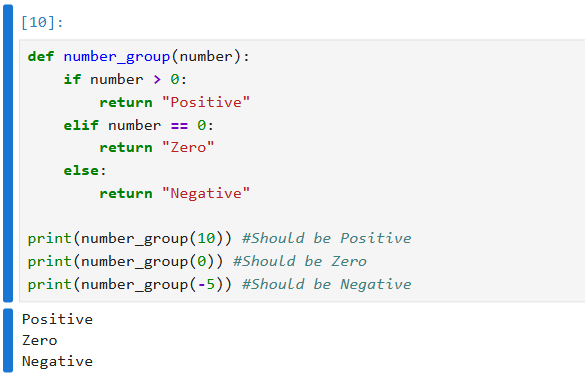 [10]:
def number_group(number):
    if number > 0:
        return "Positive"
    elif number == 0:
        return "Zero"
    else:
        return "Negative"
print(number_group(10)) #Should be Positive
print(number_group(0)) #Should be Zero
print(number_group(-5)) #Should be Negative
Positive
Zero
Negative